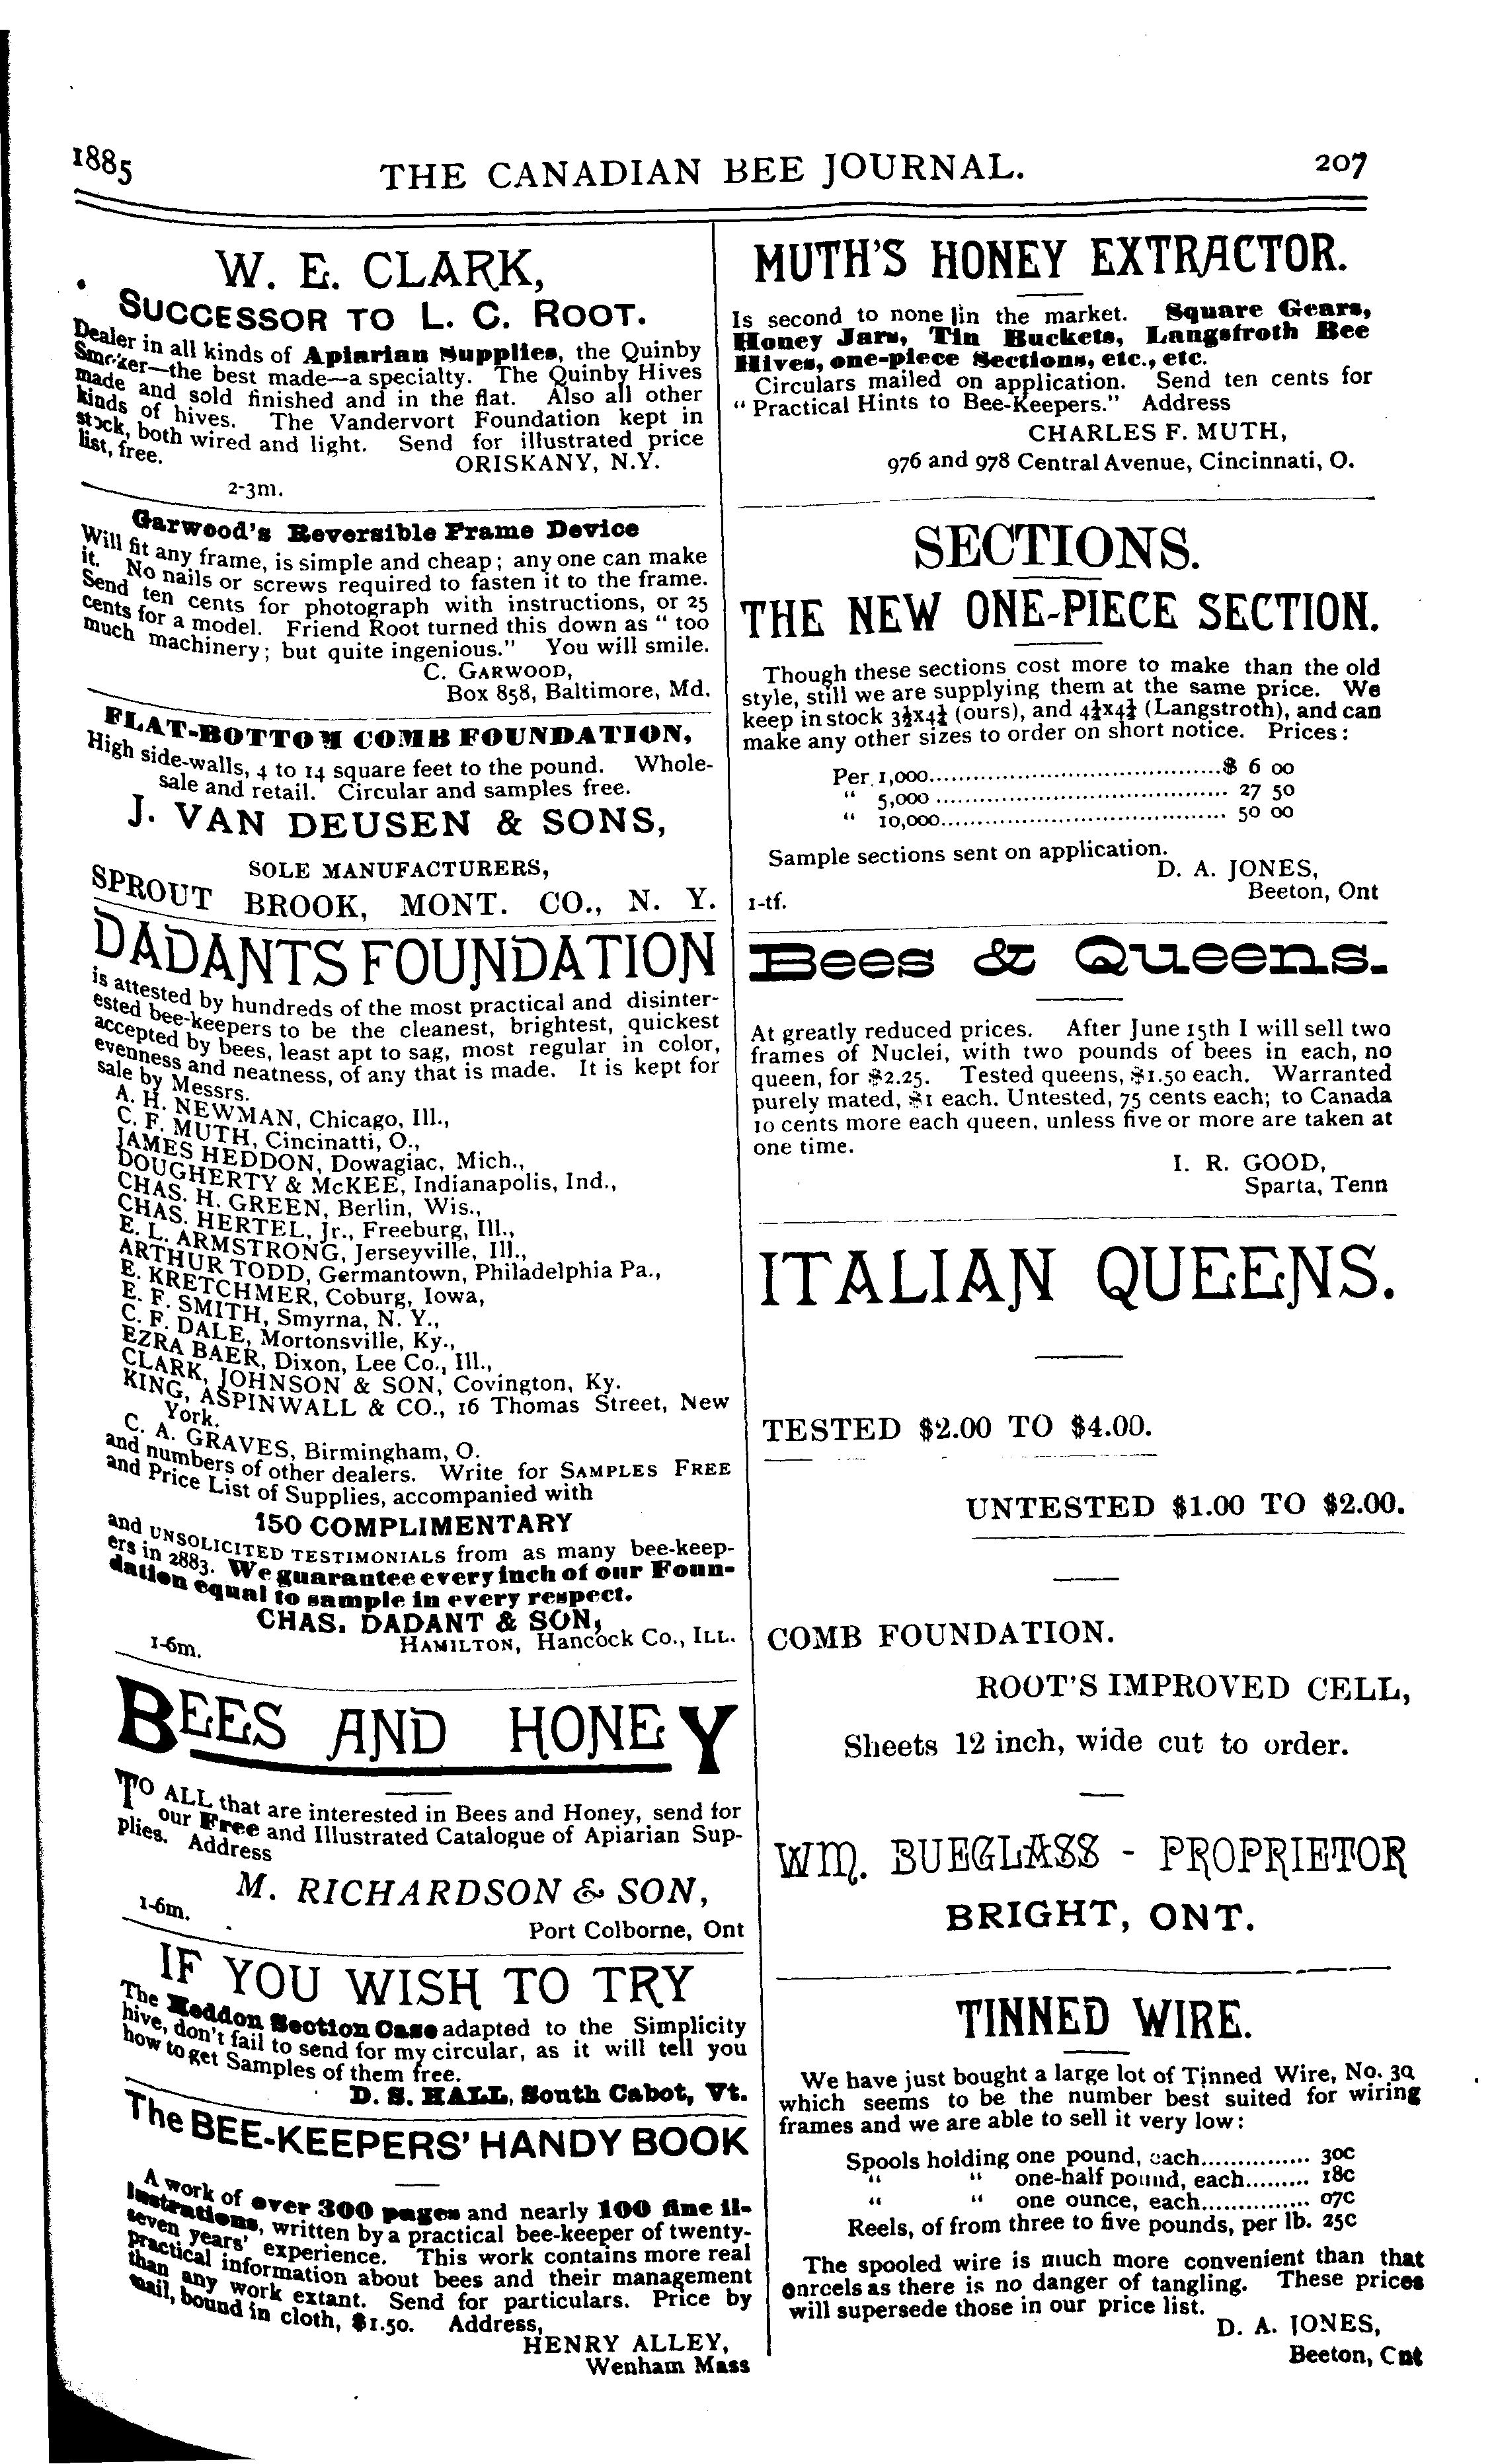 1885 THE CANADIAN BEE JOURNAL. 207
W. E. CLARK,
SUCCESSOR TO L. C. ROOT.
Dealer in all kinds of Apiarian Supplies, the Quinby
Smoker—the best made—a specialty. The Quinby Hives
made and sold finished and in the flat. Also all other
kinds of hives. The Vandervort Foundation kept in
stock, both wired and light. Send for illustrated price
list, free.
ORISKANY, N.Y.
2-3m.
Garwood's Reversible Frame Device
Will fit any frame, is simple and cheap; any one can make
it. No nails or screws required to fasten it to the frame.
Send ten cents for photograph with instructions, or 25
cents for a model. Friend Root turned this down as "too
much machinery; but quite ingenious." You will smile.
C. GARWOOD,
Box 858, Baltimore, Md.
FLAT-BOTTOM COMB FOUNDATION,
High side-walls, 4 to 14 square feet to the pound. Whole-
sale and retail. Circular and samples free.
J. VAN DEUSEN & SONS,
SOLE MANUFACTURERS,
SPROUT BROOK, MONT. CO., N. Y.
DADANTS FOUNDATION
is attested by hundreds of the most practical and disinter-
ested bee-keepers to be the cleanest, brightest, quickest
accepted by bees, least apt to sag, most regular in color,
evenness and neatness, of any that is made. It is kept for
sale by Messrs.
A. H. NEWMAN, Chicago, Ill.,
C. F. MUTH, Cincinatti, O.,
JAMES HEDDON, Dowagiac, Mich.,
DOUGHERTY & McKEE, Indianapolis, Ind.,
CHAS. H. GREEN, Berlin, Wis.,
CHAS. HERTEL, Jr., Freeburg, Ill.,
E. L. ARMSTRONG, Jerseyville, Ill.,
ARTHUR TODD, Germantown, Philadelphia Pa.,
E. KRETCHMER, Coburg, Iowa,
E. F. SMITH, Smyrna, N. Y.,
C. F. DALE, Mortonsville, Ky.,
EZRA BAER, Dixon, Lee Co., Ill.,
CLARK, JOHNSON & SON, Covington, Ky.
KING, ASPINWALL & CO., 16 Thomas Street, New
York.
C. A. GRAVES, Birmingham, O.
and numbers of other dealers. Write for SAMPLES FREE
and Price List of Supplies, accompanied with
150 COMPLIMENTARY
and UNSOLICITED TESTIMONIALS from as many bee-keep-
ers in 2883. We guarantee every inch of our Foun-
dation equal to sample in every respect.
CHAS. DADANT & SON,
HAMILTON, Hancock Co., ILL.
1-6m.
BEES AND HONEY
TO ALL that are interested in Bees and Honey, send for
our Free and Illustrated Catalogue of Apiarian Sup-
plies. Address
M. RICHARDSON & SON,
1-6m.
Port Colborne, Ont
IF YOU WISH TO TRY
The Heddon Section Case adapted to the Simplicity
hive, don't fail to send for my circular, as it will tell you
how to get Samples of them free.
D. S. HALL, South Cabot, Vt.
The BEE-KEEPERS' HANDY BOOK
A work of over 300 pages and nearly 100 fine il-
lustrations, written by a practical bee-keeper of twenty-
seven years' experience. This work contains more real
practical information about bees and their management
than any work extant. Send for particulars. Price by
mail, bound in cloth, $1.50. Address,
HENRY ALLEY,
Wenham Mass
MUTH'S HONEY EXTRACTOR.
Is second to none in the market. Square Gears,
Honey Jars, Tin Buckets, Langstroth Bee
Hives, one-piece Sections, etc., etc.
Circulars mailed on application. Send ten cents for
"Practical Hints to Bee-Keepers." Address
CHARLES F. MUTH,
976 and 978 Central Avenue, Cincinnati, O.
SECTIONS.
THE NEW ONE-PIECE SECTION.
Though these sections cost more to make than the old
style, still we are supplying them at the same price. We
keep in stock 3½x4¼ (ours), and 4¼x4¼ (Langstroth), and can
make any other sizes to order on short notice. Prices:
Per 1,000........................................$ 6 00
" 5,000 ........................................ 27 50
" 10,000....................................... 50 00
Sample sections sent on application.
D. A. JONES,
1-tf.
Beeton, Ont
Bees & Queens.
At greatly reduced prices. After June 15th I will sell two
frames of Nuclei, with two pounds of bees in each, no
queen, for $2.25. Tested queens, $1.50 each. Warranted
purely mated, $1 each. Untested, 75 cents each; to Canada
10 cents more each queen, unless five or more are taken at
one time.
I. R. GOOD,
Sparta, Tenn
ITALIAN QUEENS.
TESTED $2.00 TO $4.00.
UNTESTED $1.00 TO $2.00.
COMB FOUNDATION.
ROOT'S IMPROVED CELL,
Sheets 12 inch, wide cut to order.
WM. BUEGLASS - PROPRIETOR
BRIGHT, ONT.
TINNED WIRE.
We have just bought a large lot of Tinned Wire, No. 30
which seems to be the number best suited for wiring
frames and we are able to sell it very low:
Spools holding one pound, each............... 30c
" " one-half pound, each......... 18c
" " one ounce, each............... 07c
Reels, of from three to five pounds, per lb. 25c
The spooled wire is much more convenient than that
onrcels as there is no danger of tangling. These prices
will supersede those in our price list.
D. A. JONES,
Beeton, Cnt